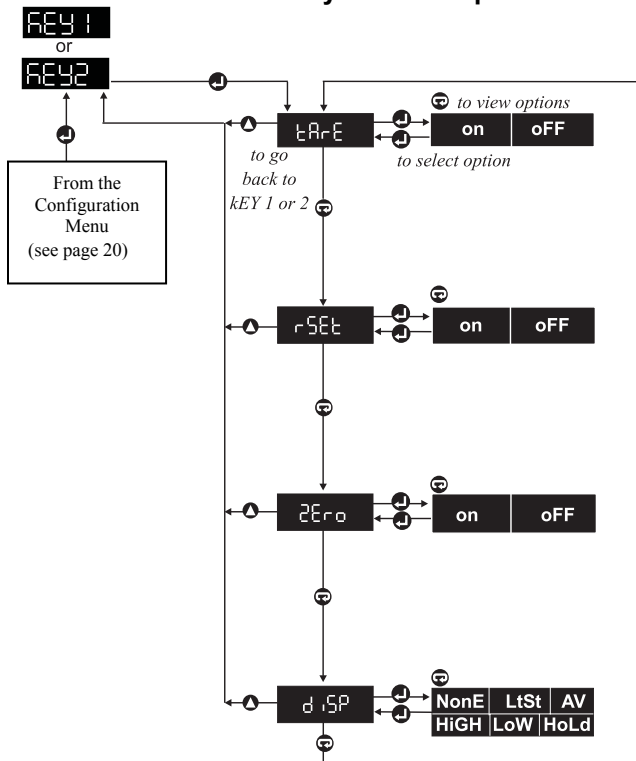 kEY1
or
kEY2
to view options
tArE
on oFF
to go
back to
kEY 1 or 2
to select option
From the
Configuration
Menu
(see page 20)
rSEt
on oFF
ZEro
on oFF
diSP
NonE LtSt AV
HiGH LoW HoLd